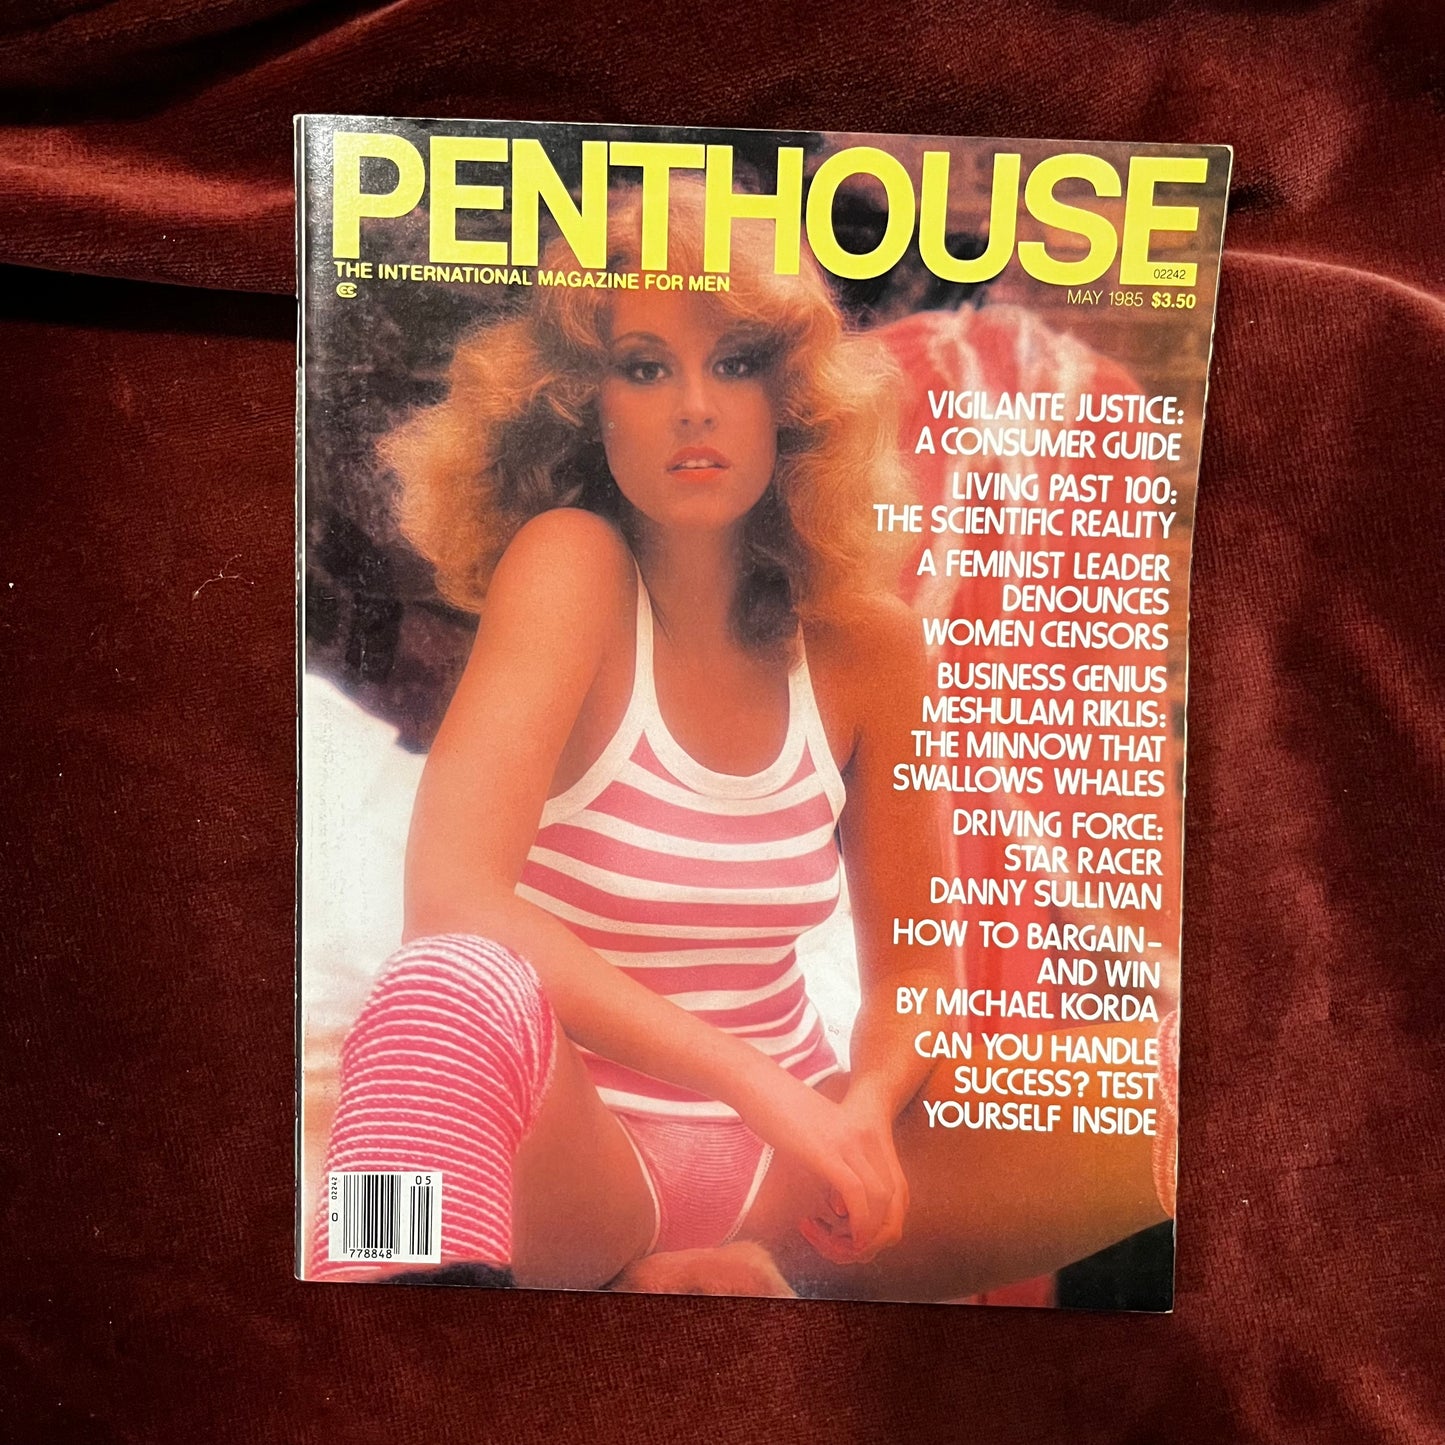 PENTHOUSE
02242
THE INTERNATIONAL MAGAZINE FOR MEN
MAY 1985 $3.50
VIGILANTE JUSTICE:
A CONSUMER GUIDE
LIVING PAST 100:
THE SCIENTIFIC REALITY
A FEMINIST LEADER
DENOUNCES
WOMEN CENSORS
BUSINESS GENIUS
MESHULAM RIKLIS:
THE MINNOW THAT
SWALLOWS WHALES
DRIVING FORCE:
STAR RACER
DANNY SULLIVAN
HOW TO BARGAIN–
AND WIN
BY MICHAEL KORDA
CAN YOU HANDLE
SUCCESS? TEST
YOURSELF INSIDE
02242
05
0
778848